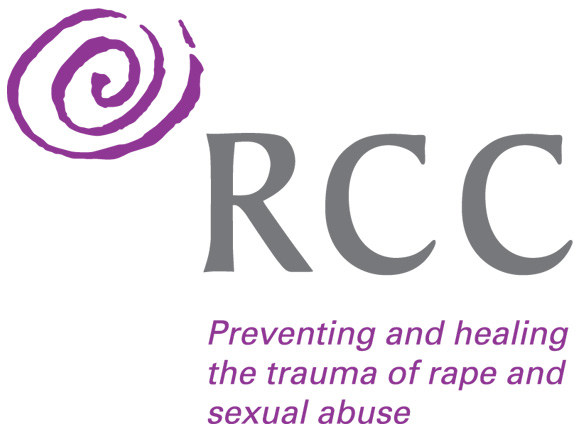 RCC
Preventing and healing
the trauma of rape and
sexual abuse